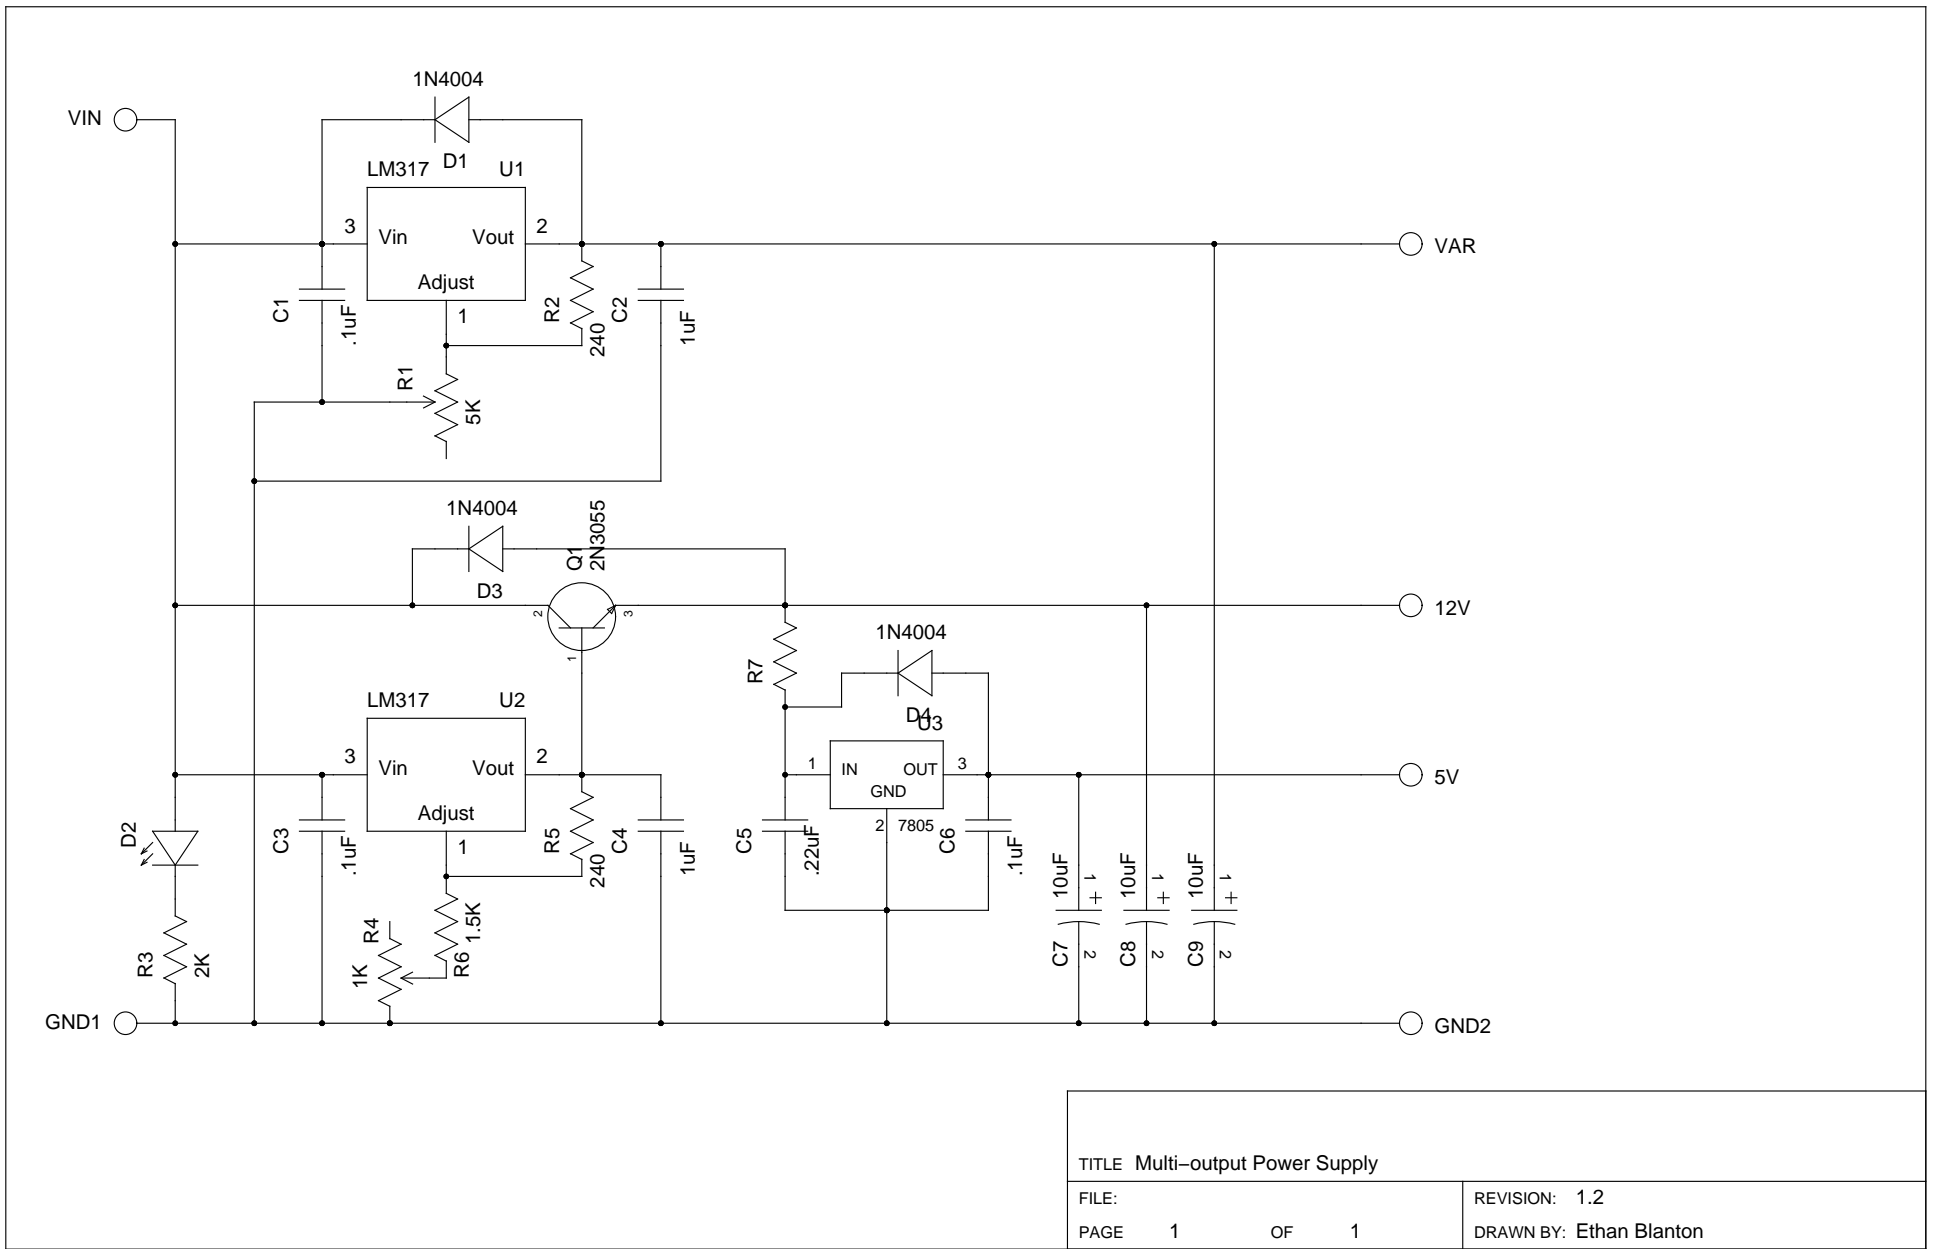 1N4004
VIN
D1
LM317
U1
3
Vin
Vout
2
VAR
Adjust
1
C1
.1uF
R2
240
C2
1uF
R1
5K
1N4004
Q1
2N3055
D3
2
3
1
12V
1N4004
R7
D4
LM317
U2
U3
3
Vin
Vout
2
1
IN
OUT
3
GND
5V
Adjust
1
2
7805
D2
C3
.1uF
R5
240
C4
1uF
C5
.22uF
C6
.1uF
10uF
1
+
10uF
1
+
10uF
1
+
C7
2
C8
2
C9
2
R4
1K
1.5K
R6
R3
2K
GND1
GND2
TITLE Multi–output Power Supply
FILE:
REVISION: 1.2
PAGE 1 OF 1
DRAWN BY: Ethan Blanton